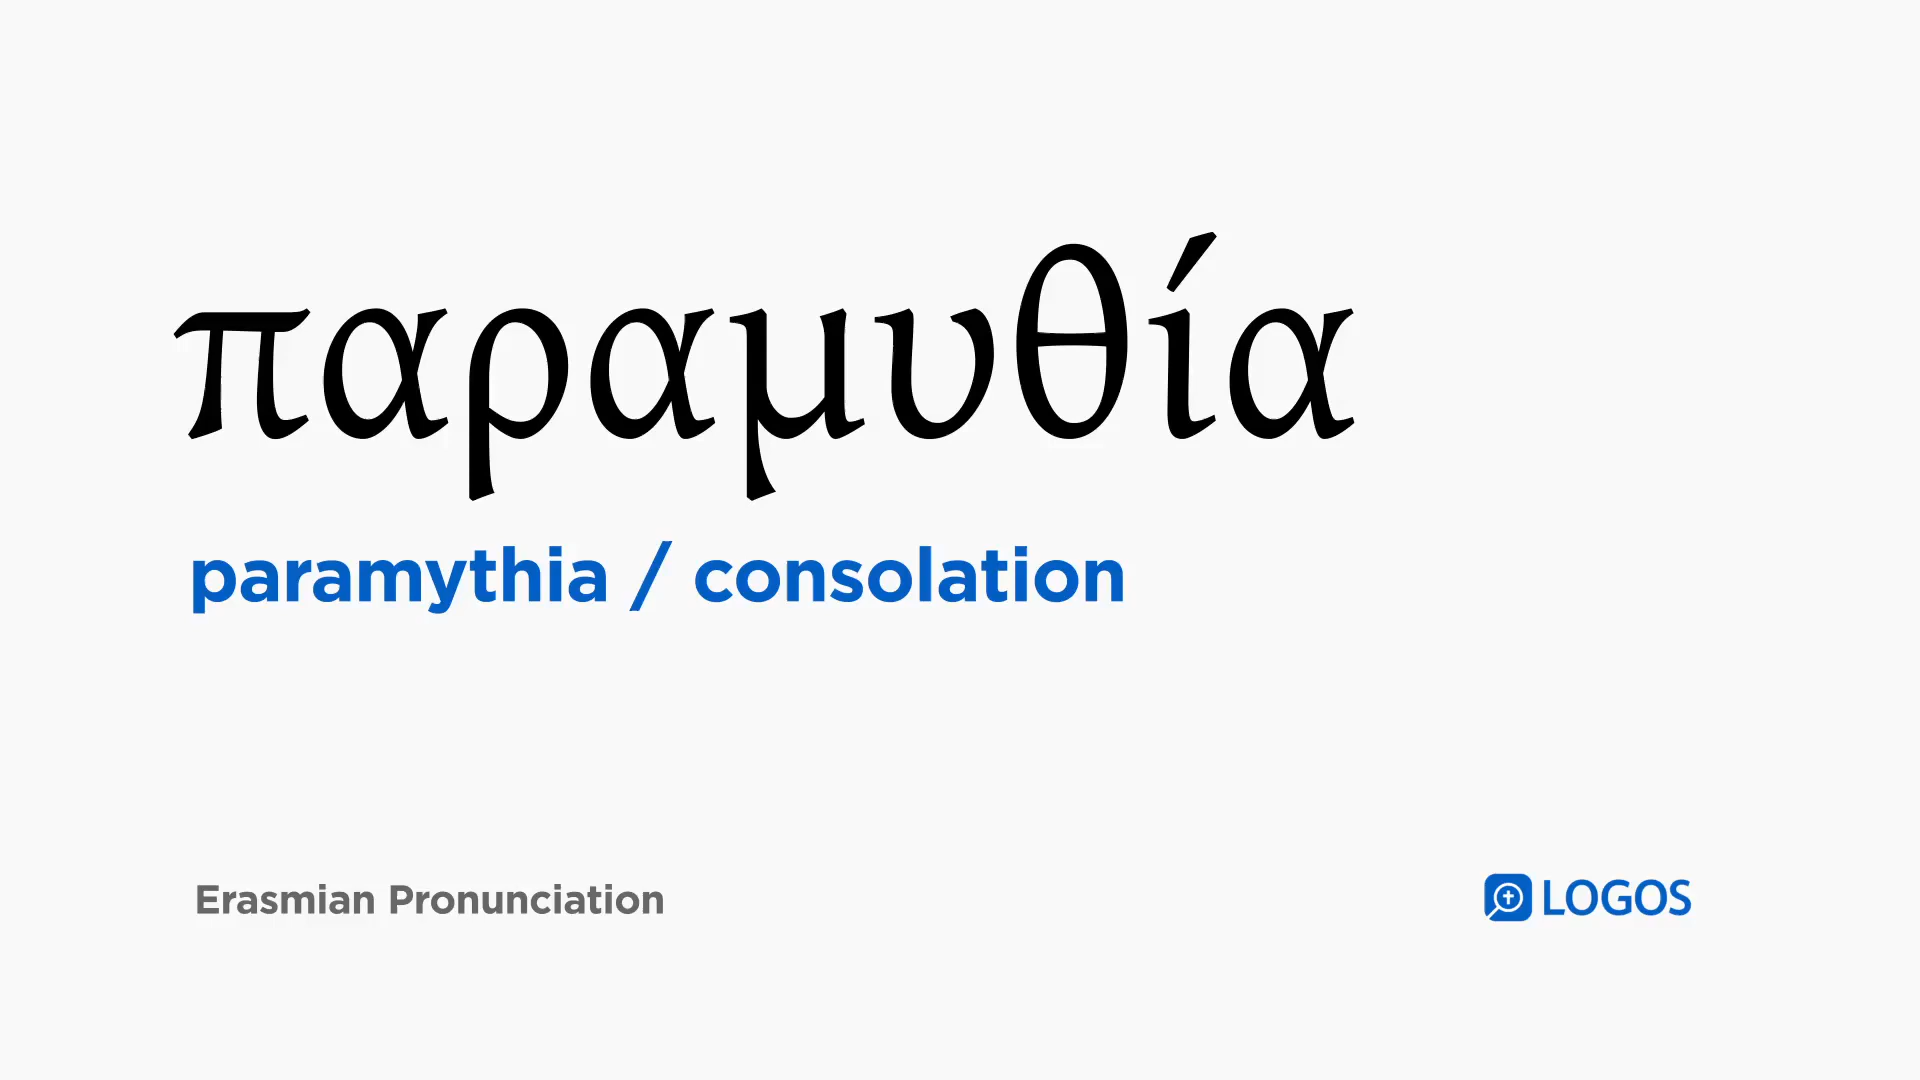 παραμυθία
paramythia / consolation
Erasmian Pronunciation
LOGOS